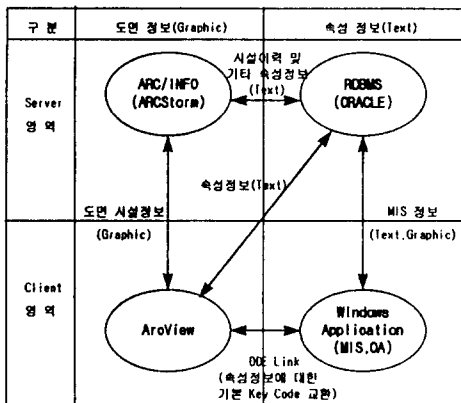 구 분
도면 정보(Graphic)
속성 정보(Text)
Server
영 역
ARC/INFO
(ARCStorm)
시설이력 및
기타 속성정보
(Text)
RDBMS
(ORACLE)
속성정보(Text)
도면 시설정보
(Graphic)
MIS 정보
(Text,Graphic)
Client
영 역
AroView
Windows
Application
(MIS,OA)
DDE Link
(속성정보에 대한
기본 Key Code 교환)